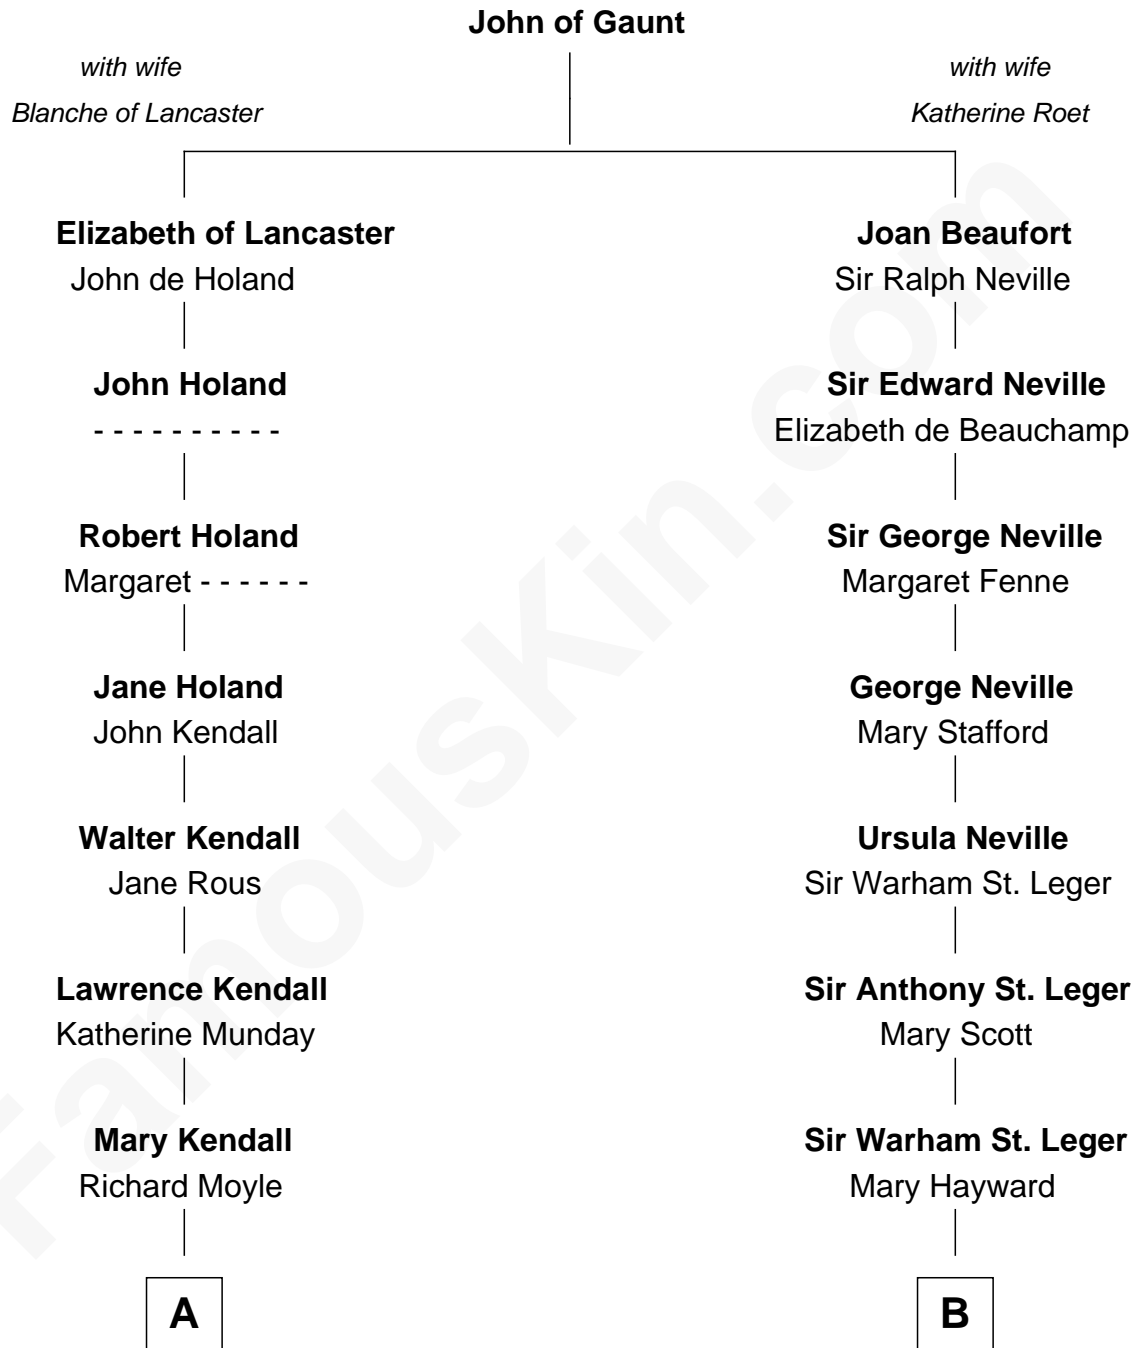 John of Gaunt
with wife
Blanche of Lancaster
with wife
Katherine Roet
Elizabeth of Lancaster
John de Holand
Joan Beaufort
Sir Ralph Neville
John Holand
- - - - - - - - - -
Sir Edward Neville
Elizabeth de Beauchamp
Robert Holand
Margaret - - - - - -
Sir George Neville
Margaret Fenne
Jane Holand
John Kendall
George Neville
Mary Stafford
Walter Kendall
Jane Rous
Ursula Neville
Sir Warham St. Leger
Lawrence Kendall
Katherine Munday
Sir Anthony St. Leger
Mary Scott
Mary Kendall
Richard Moyle
Sir Warham St. Leger
Mary Hayward
A
B
FamousKin.com